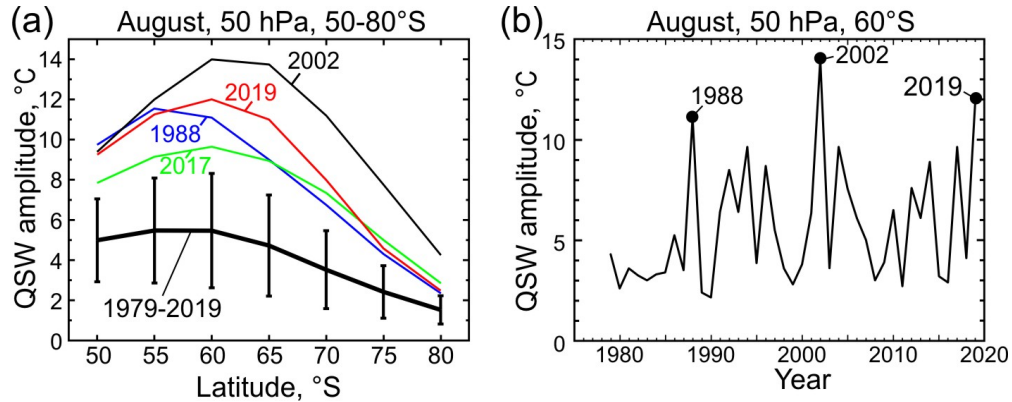 (a) August, 50 hPa, 50-80°S
QSW amplitude, °C
14
12
10
8
6
4
2
0
2002
2019
1988
2017
1979-2019
50 55 60 65 70 75 80
Latitude, °S
(b) August, 50 hPa, 60°S
QSW amplitude, °C
15
10
5
0
1988
2002
2019
1980 1990 2000 2010 2020
Year